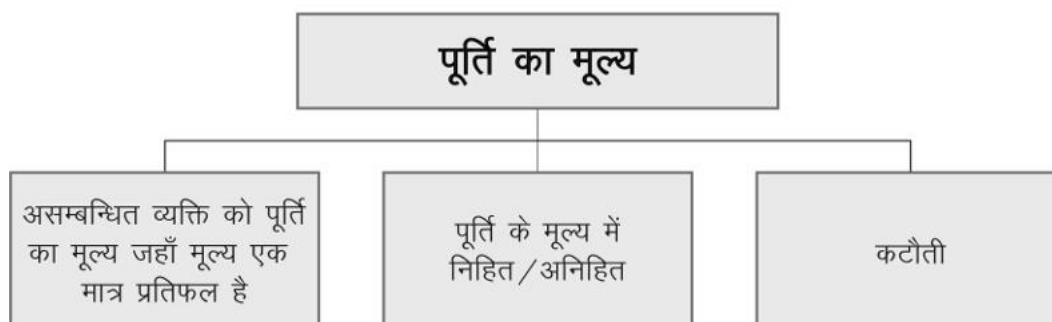 पूर्ति का मूल्य
असम्बन्धित व्यक्ति को पूर्ति
का मूल्य जहाँ मूल्य एक
मात्र प्रतिफल है
पूर्ति के मूल्य में
निहित/अनिहित
कटौती